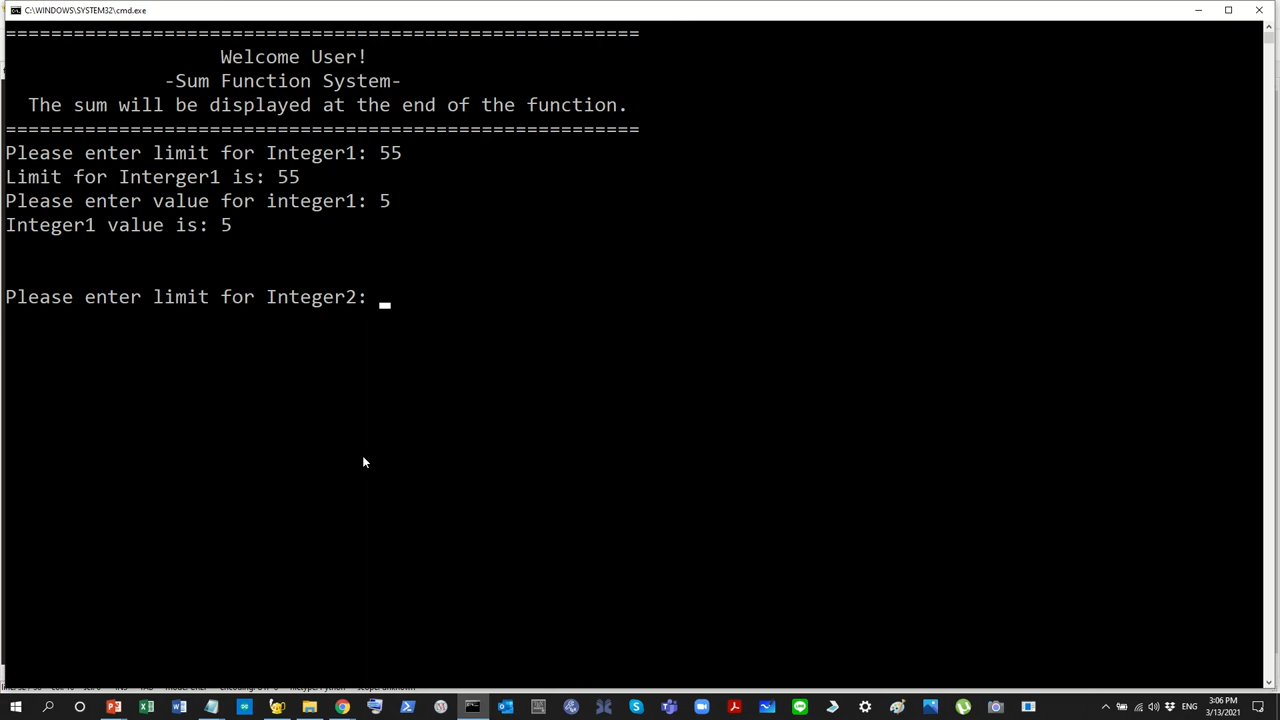 C:\WINDOWS\SYSTEM32\cmd.exe
========================================================
Welcome User!
-Sum Function System-
The sum will be displayed at the end of the function.
========================================================
Please enter limit for Integer1: 55
Limit for Interger1 is: 55
Please enter value for integer1: 5
Integer1 value is: 5
Please enter limit for Integer2:
3:06 PM
ENG
3/13/2021